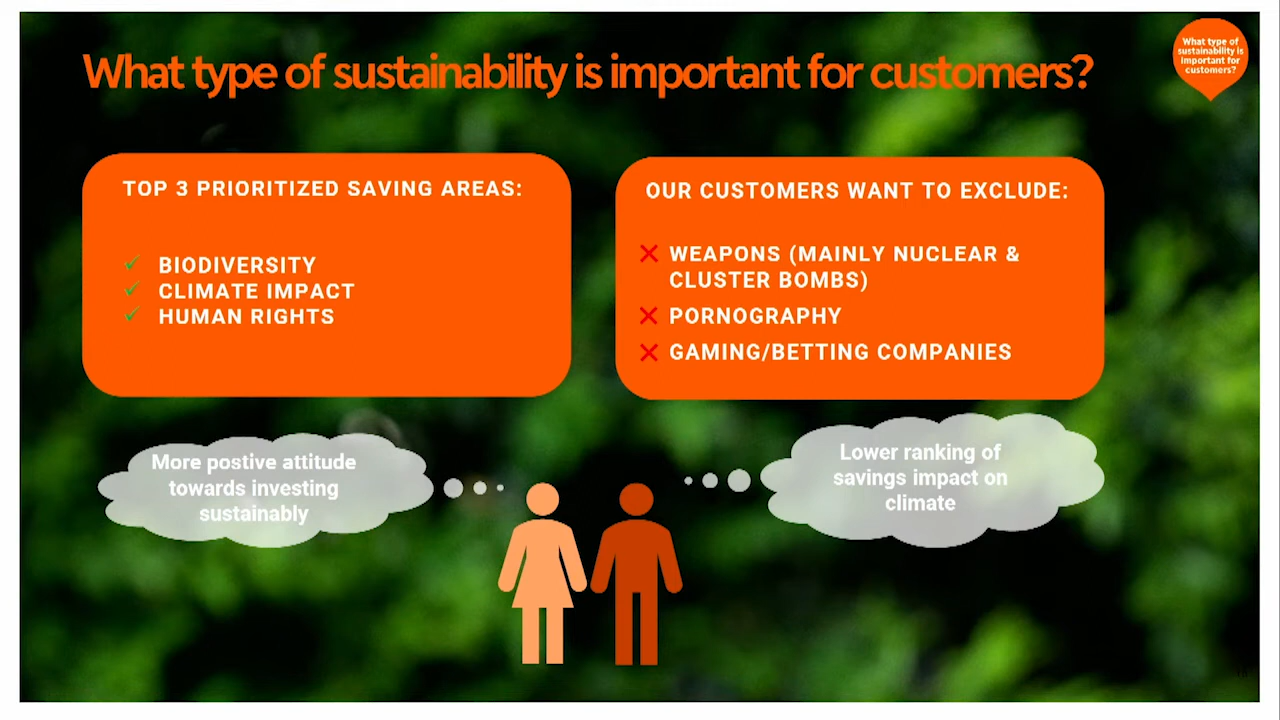 What type of sustainability is important for customers?
What type of
sustainability is
important for
customers?
TOP 3 PRIORITIZED SAVING AREAS:
BIODIVERSITY
CLIMATE IMPACT
HUMAN RIGHTS
OUR CUSTOMERS WANT TO EXCLUDE:
WEAPONS (MAINLY NUCLEAR &
CLUSTER BOMBS)
PORNOGRAPHY
GAMING/BETTING COMPANIES
More postive attitude
towards investing
sustainably
Lower ranking of
savings impact on
climate